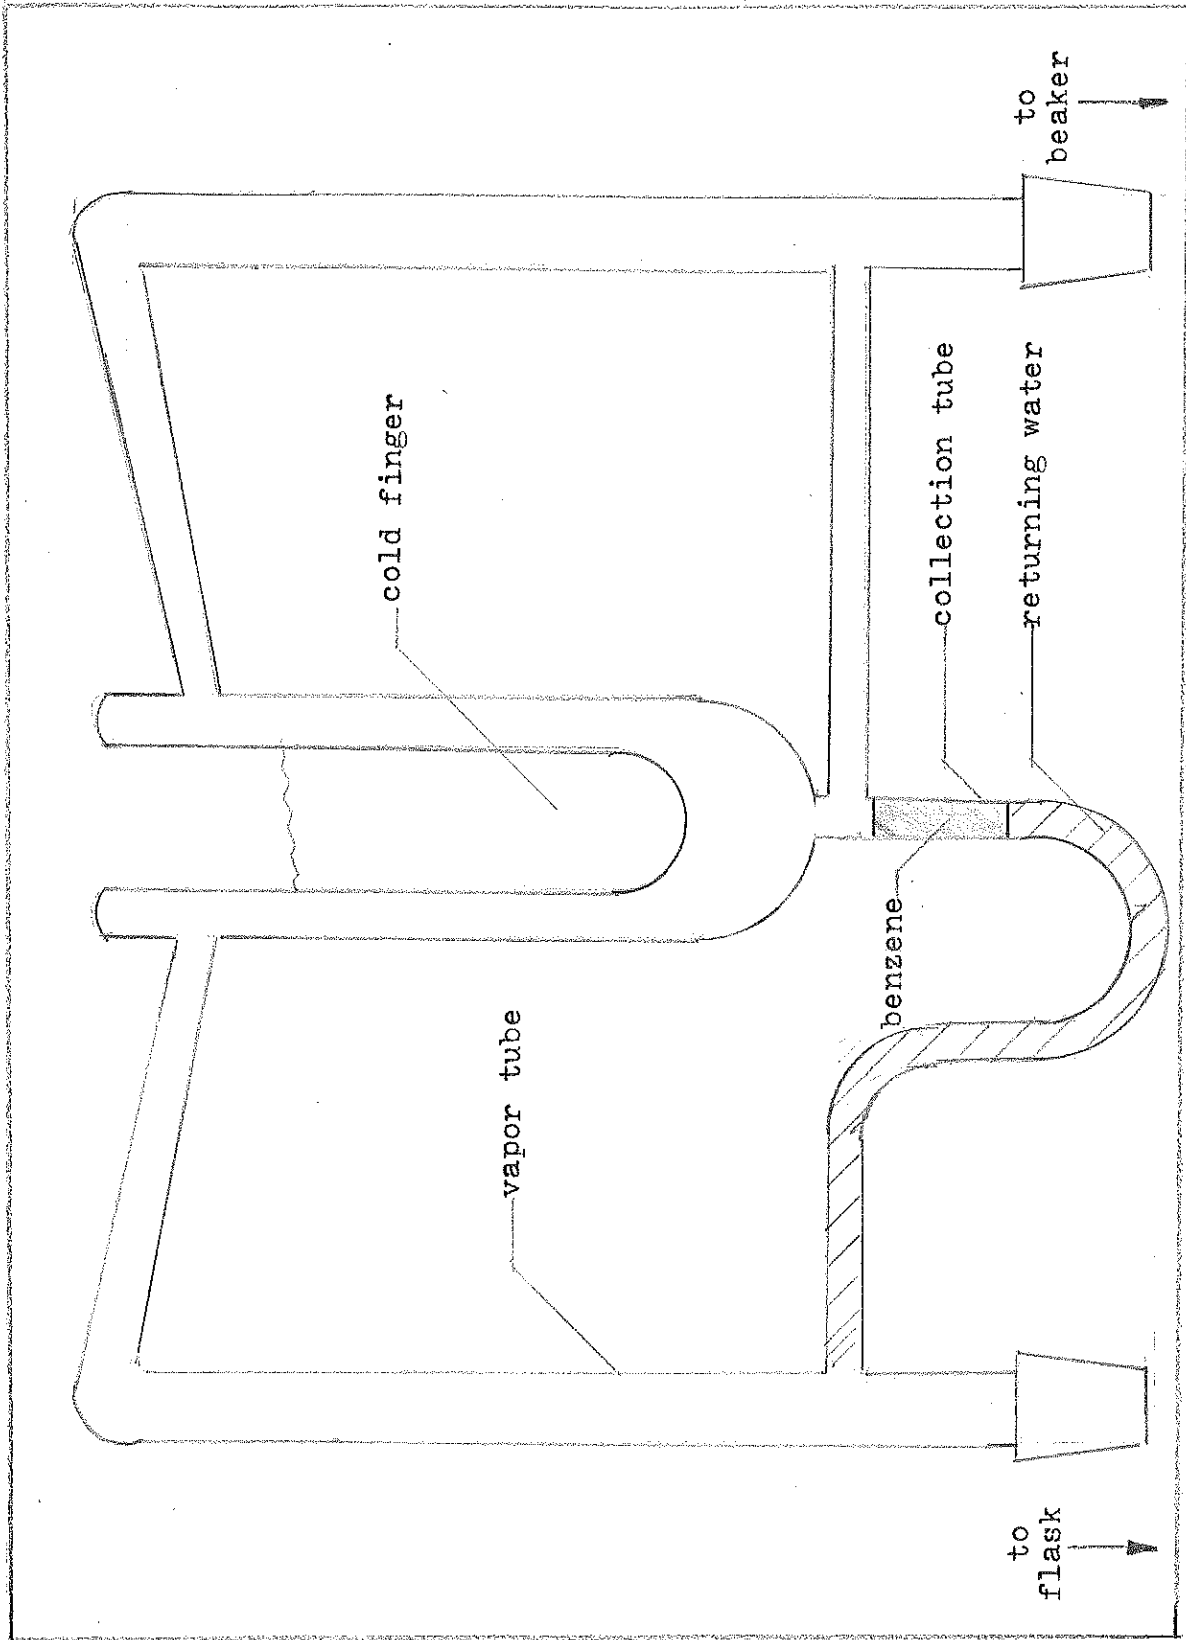 to
flask
vapor tube
benzene
cold finger
collection tube
returning water
to
beaker